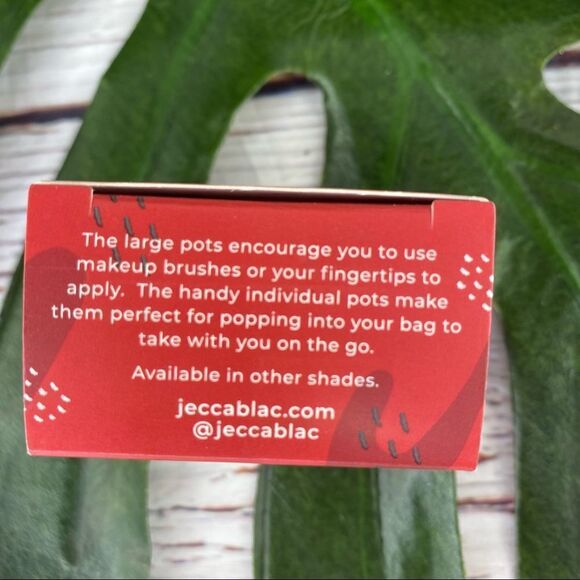 The large pots encourage you to use
makeup brushes or your fingertips to
apply. The handy individual pots make
them perfect for popping into your bag to
take with you on the go.
Available in other shades.
jeccablac.com
@jeccablac